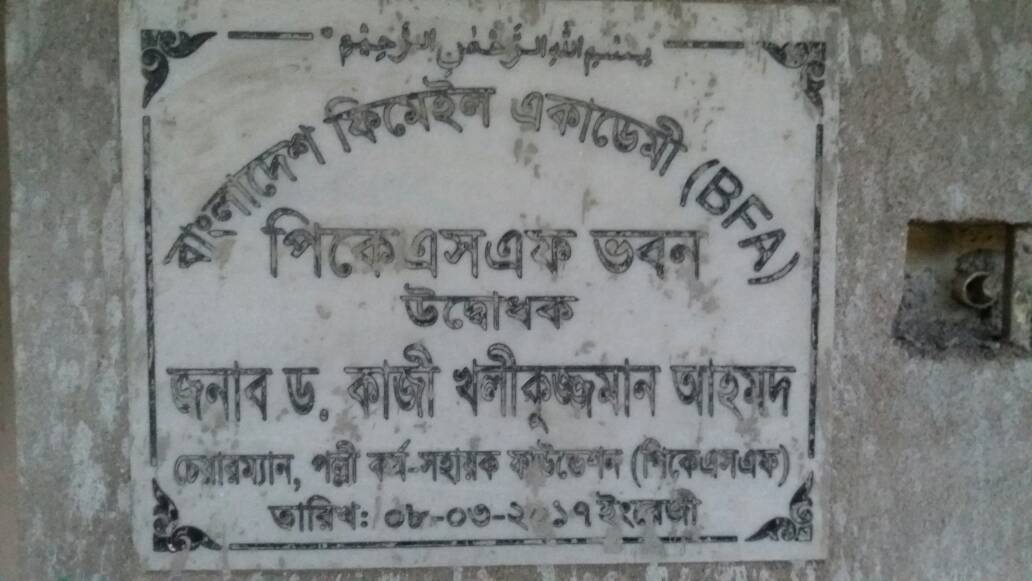 بسم الله الرحمن الرحيم
বাংলাদেশ ফিমেইল একাডেমী (BFA)
পিকেএসএফ ভবন
উদ্বোধক
জনাব ড. কাজী খলীকুজ্জমান আহমদ
চেয়ারম্যান, পল্লী কর্ম-সহায়ক ফাউন্ডেশন (পিকেএসএফ)
তারিখ: ০৮-০৩-২০১৭ ইংরেজী